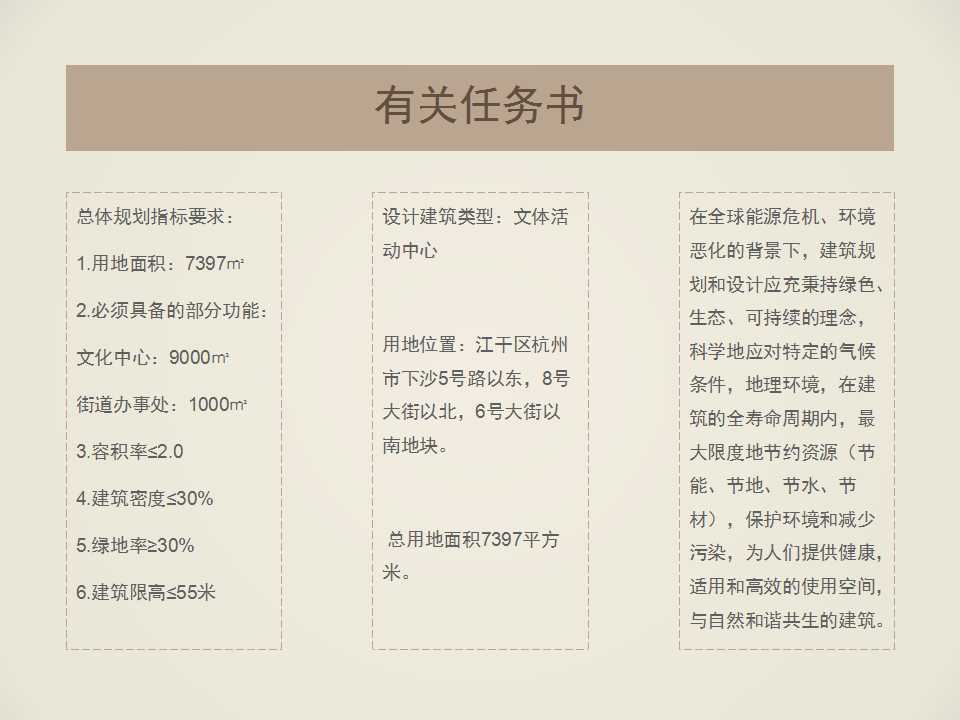 有关任务书
总体规划指标要求：
1.用地面积：7397㎡
2.必须具备的部分功能：
文化中心：9000㎡
街道办事处：1000㎡
3.容积率≤2.0
4.建筑密度≤30%
5.绿地率≥30%
6.建筑限高≤55米
设计建筑类型：文体活
动中心
用地位置：江干区杭州
市下沙5号路以东，8号
大街以北，6号大街以
南地块。
总用地面积7397平方
米。
在全球能源危机、环境
恶化的背景下，建筑规
划和设计应充秉持绿色、
生态、可持续的理念，
科学地应对特定的气候
条件，地理环境，在建
筑的全寿命周期内，最
大限度地节约资源（节
能、节地、节水、节
材），保护环境和减少
污染，为人们提供健康，
适用和高效的使用空间，
与自然和谐共生的建筑。